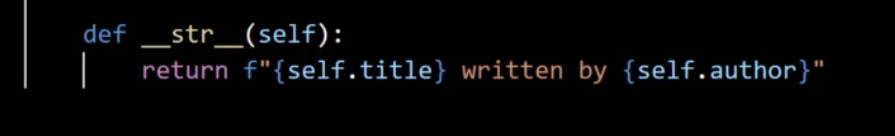 def __str__(self):
return f"{self.title} written by {self.author}"